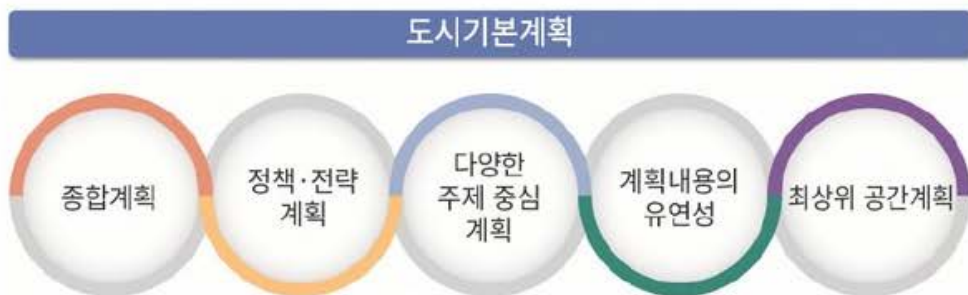 도시기본계획
종합계획
정책·전략
계획
다양한
주제 중심
계획
계획내용의
유연성
최상위 공간계획